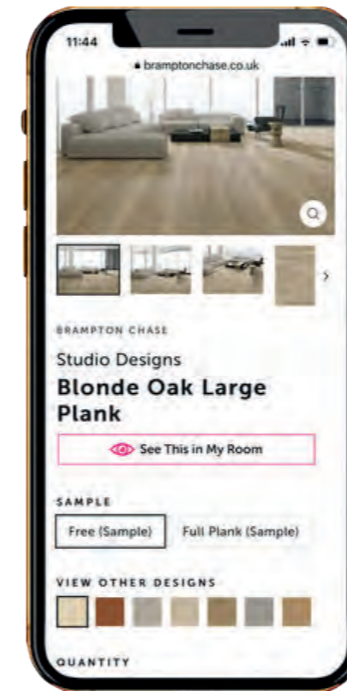 11:44
bramptonchase.co.uk
BRAMPTON CHASE
Studio Designs
Blonde Oak Large
Plank
See This in My Room
SAMPLE
Free (Sample)
Full Plank (Sample)
VIEW OTHER DESIGNS
QUANTITY